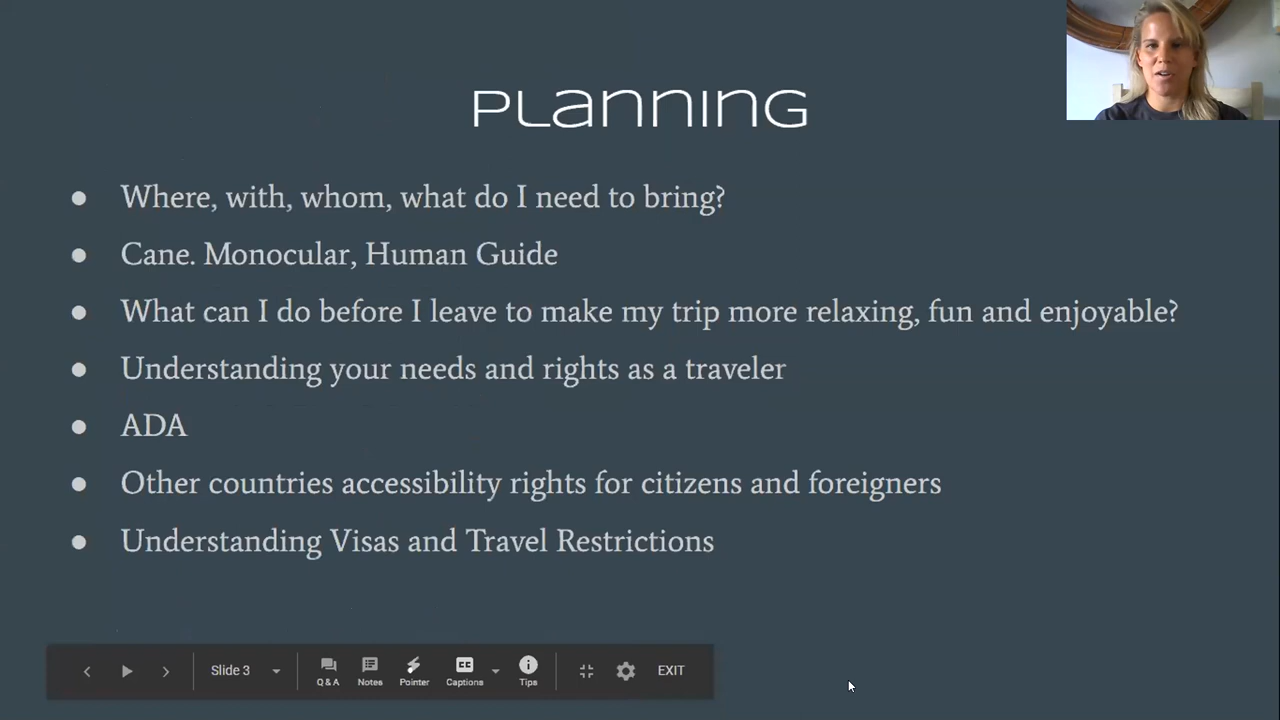 Planning
Where, with, whom, what do I need to bring?
Cane. Monocular, Human Guide
What can I do before I leave to make my trip more relaxing, fun and enjoyable?
Understanding your needs and rights as a traveler
ADA
Other countries accessibility rights for citizens and foreigners
Understanding Visas and Travel Restrictions
Slide 3
Q & A
Notes
Pointer
CC
Captions
Tips
EXIT